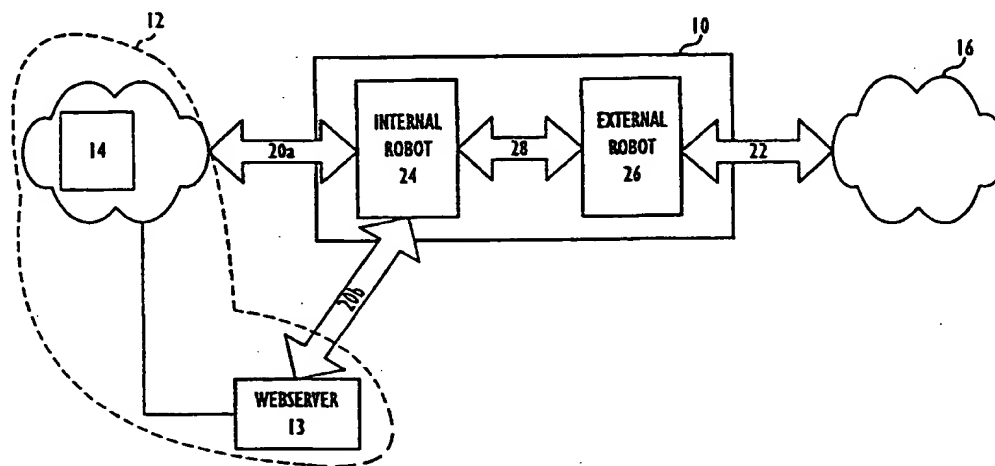 12
10
16
14
20a
INTERNAL
ROBOT
24
28
EXTERNAL
ROBOT
26
22
20b
WEBSERVER
13